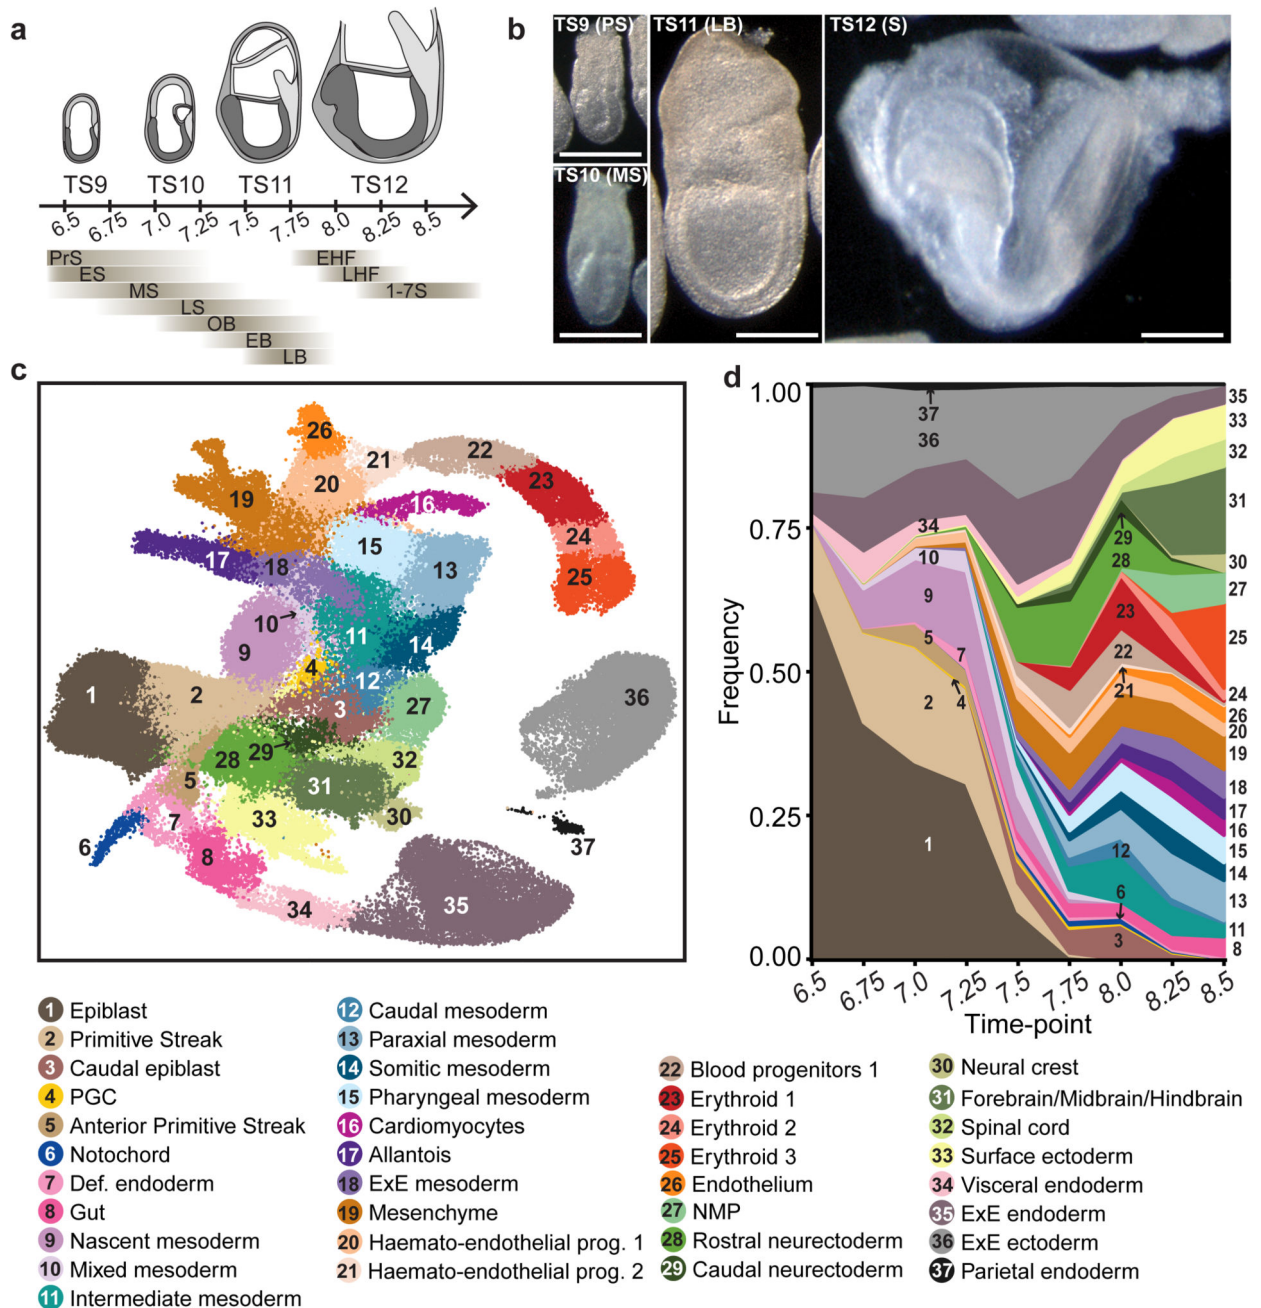 a
TS9 TS10 TS11 TS12
6.5 6.75 7.0 7.25 7.5 7.75 8.0 8.25 8.5
PrS EHF
ES LHF
MS 1-7S
LS
OB
EB
LB
b
TS9 (PS) TS11 (LB) TS12 (S)
TS10 (MS)
c
26
21 22
20 23
19
16
24
15
17 18 13 25
10
11 14
9
4
12
1 2 3 27 36
29
28 32
5 31
30
7 33
6 8 37
34 35
d
Frequency
1.00
0.75
0.50
0.25
0.00
37
36
34
10
9
5
7
2 4
1
29
28
23
22
21
12
6
3
35
33
32
31
30
27
25
24
26
20
19
18
17
16
15
14
13
11
8
6.5 6.75 7.0 7.25 7.5 7.75 8.0 8.25 8.5
Time-point
1 Epiblast
2 Primitive Streak
3 Caudal epiblast
4 PGC
5 Anterior Primitive Streak
6 Notochord
7 Def. endoderm
8 Gut
9 Nascent mesoderm
10 Mixed mesoderm
11 Intermediate mesoderm
12 Caudal mesoderm
13 Paraxial mesoderm
14 Somitic mesoderm
15 Pharyngeal mesoderm
16 Cardiomyocytes
17 Allantois
18 ExE mesoderm
19 Mesenchyme
20 Haemato-endothelial prog. 1
21 Haemato-endothelial prog. 2
22 Blood progenitors 1
23 Erythroid 1
24 Erythroid 2
25 Erythroid 3
26 Endothelium
27 NMP
28 Rostral neurectoderm
29 Caudal neurectoderm
30 Neural crest
31 Forebrain/Midbrain/Hindbrain
32 Spinal cord
33 Surface ectoderm
34 Visceral endoderm
35 ExE endoderm
36 ExE ectoderm
37 Parietal endoderm